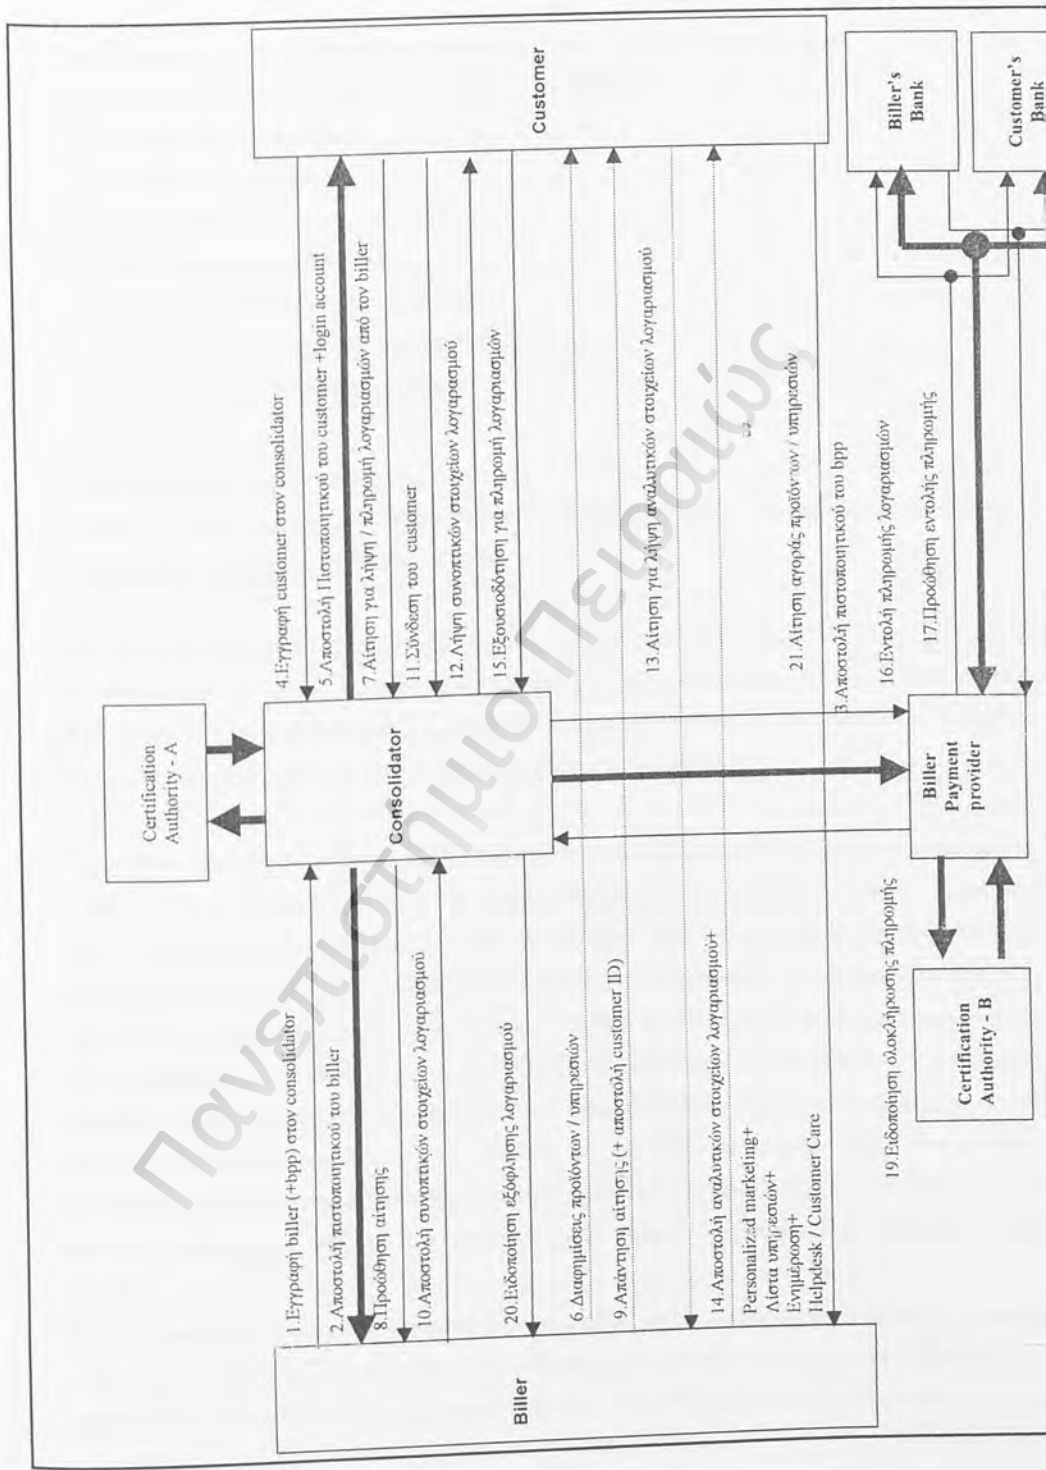 Certification
Authority - A
Biller
Consolidator
Customer
1.Εγγραφή biller (+bpp) στον consolidator
2.Αποστολή πιστοποιητικού του biller
8.Προώθηση αίτησης
10.Αποστολή συνοπτικών στοιχείων λογαριασμού
20.Ειδοποίηση εξόφλησης λογαριασμού
6.Διαφημίσεις προϊόντων / υπηρεσιών
9.Απάντηση αίτησης (+ αποστολή customer ID)
14.Αποστολή αναλυτικών στοιχείων λογαριασμού+
Personalized marketing+
Λίστα υπηρεσιών+
Ενημέρωση+
Helpdesk / Customer Care
4.Εγγραφή customer στον consolidator
5.Αποστολή Πιστοποιητικού του customer +login account
7.Αίτηση για λήψη / πληρωμή λογαριασμών από τον biller
11.Σύνδεση του customer
12.Λήψη συνοπτικών στοιχείων λογαρασμού
15.Εξουσιοδότηση για πληρωμή λογαριασμών
13.Αίτηση για λήψη αναλυτικών στοιχείων λογαριασμού
21.Αίτηση αγοράς προϊόντων / υπηρεσιών
3.Αποστολή πιστοποιητικού του bpp
16.Εντολή πληρωμής λογαριασμών
17.Προώθηση εντολής πληρωμής
19.Ειδοποίηση ολοκλήρωσης πληρωμής
Certification
Authority - B
Biller
Payment
provider
Biller's
Bank
Customer's
Bank
Πανεπιστήμιο Πειραιώς